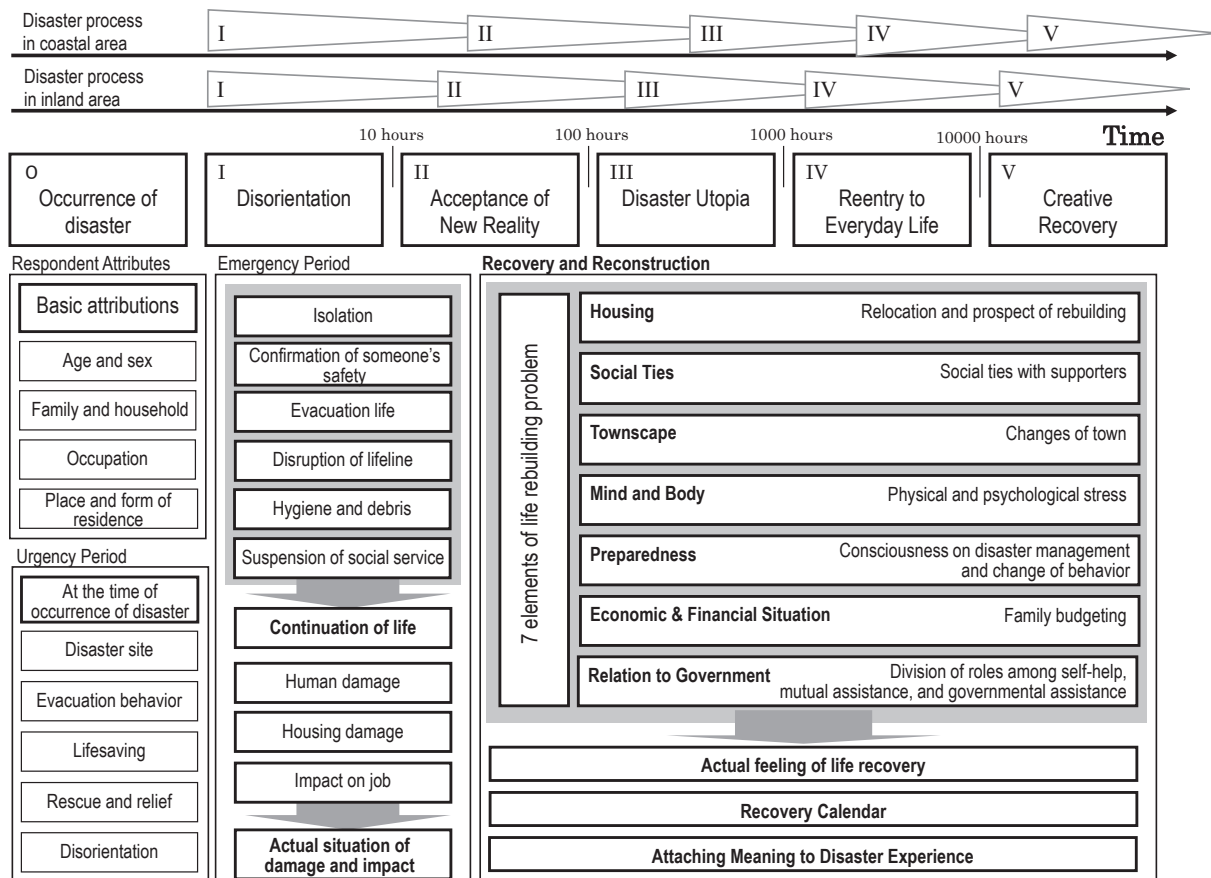 Disaster process
in coastal area
I
II
III
IV
V
Disaster process
in inland area
I
II
III
IV
V
10 hours
100 hours
1000 hours
10000 hours
Time
O
Occurrence of
disaster
I
Disorientation
II
Acceptance of
New Reality
III
Disaster Utopia
IV
Reentry to
Everyday Life
V
Creative
Recovery
Respondent Attributes
Basic attributions
Age and sex
Family and household
Occupation
Place and form of
residence
Urgency Period
At the time of
occurrence of disaster
Disaster site
Evacuation behavior
Lifesaving
Rescue and relief
Disorientation
Emergency Period
Isolation
Confirmation of someone's
safety
Evacuation life
Disruption of lifeline
Hygiene and debris
Suspension of social service
Continuation of life
Human damage
Housing damage
Impact on job
Actual situation of
damage and impact
Recovery and Reconstruction
7 elements of life rebuilding problem
Housing Relocation and prospect of rebuilding
Social Ties Social ties with supporters
Townscape Changes of town
Mind and Body Physical and psychological stress
Preparedness Consciousness on disaster management
and change of behavior
Economic & Financial Situation Family budgeting
Relation to Government Division of roles among self-help,
mutual assistance, and governmental assistance
Actual feeling of life recovery
Recovery Calendar
Attaching Meaning to Disaster Experience